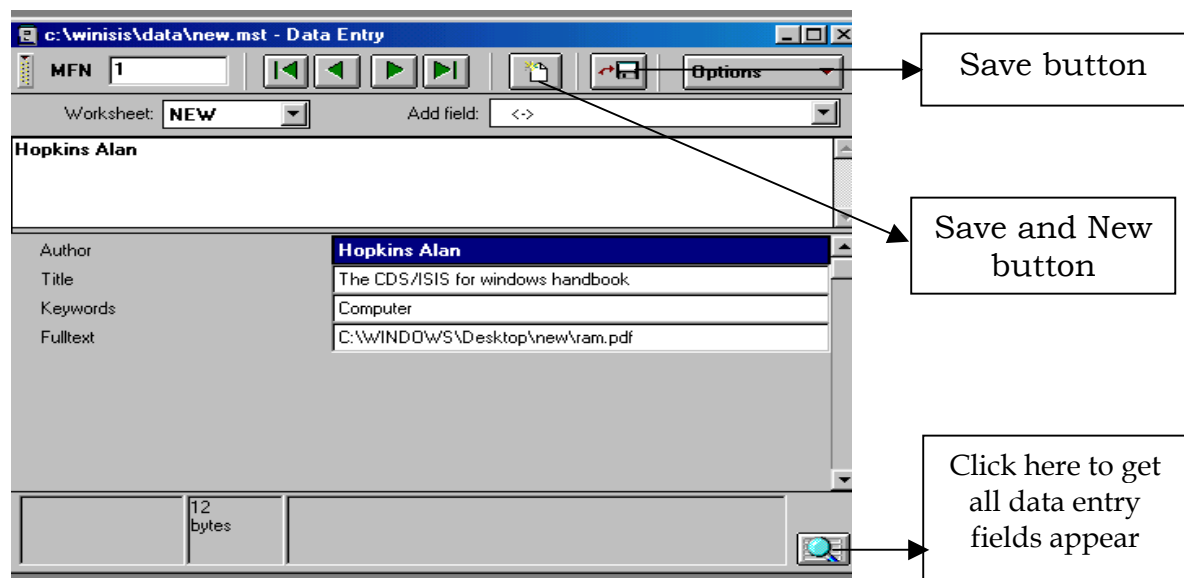 c:\winisis\data\new.mst - Data Entry
MFN 1 Options
Worksheet: NEW Add field: <->
Hopkins Alan
Author Hopkins Alan
Title The CDS/ISIS for windows handbook
Keywords Computer
Fulltext C:\WINDOWS\Desktop\new\ram.pdf
12
bytes
Save button
Save and New
button
Click here to get
all data entry
fields appear